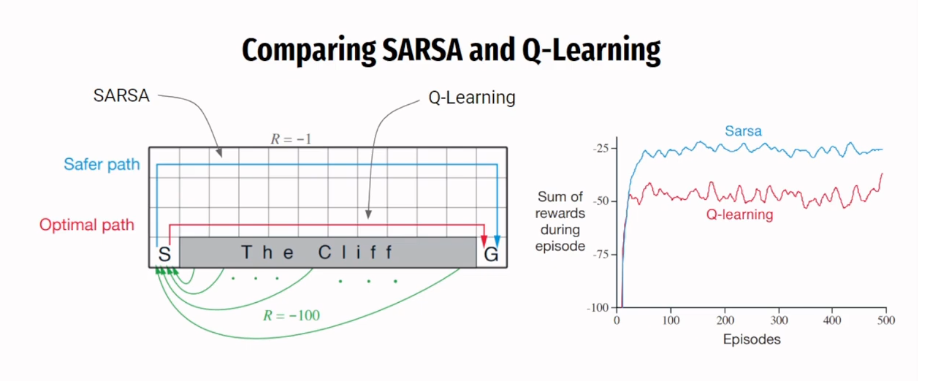 Comparing SARSA and Q-Learning
SARSA
Q-Learning
R = −1
Safer path
Optimal path
S
The Cliff
G
R = −100
Sarsa
Q-learning
Sum of
rewards
during
episode
-25
-50
-75
-100
0
100
200
300
400
500
Episodes